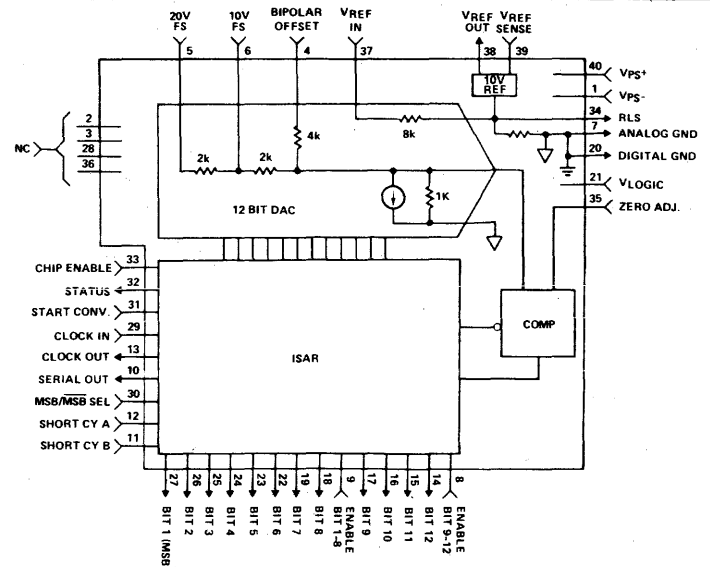 20V FS
10V FS
BIPOLAR OFFSET
VREF IN
VREF OUT
VREF SENSE
5
6
4
37
38
39
10V REF
40 VPS+
1 VPS-
34 RLS
7 ANALOG GND
20 DIGITAL GND
21 VLOGIC
35 ZERO ADJ.
NC
2
3
28
36
4k
8k
2k
2k
1K
12 BIT DAC
CHIP ENABLE 33
STATUS 32
START CONV. 31
CLOCK IN 29
CLOCK OUT 13
SERIAL OUT 10
MSB/MSB SEL 30
SHORT CY A 12
SHORT CY B 11
ISAR
COMP
27 BIT 1 (MSB
26 BIT 2
25 BIT 3
24 BIT 4
23 BIT 5
22 BIT 6
19 BIT 7
18 BIT 8
9 ENABLE BIT 1-8
17 BIT 9
16 BIT 10
15 BIT 11
14 BIT 12
8 ENABLE BIT 9-12